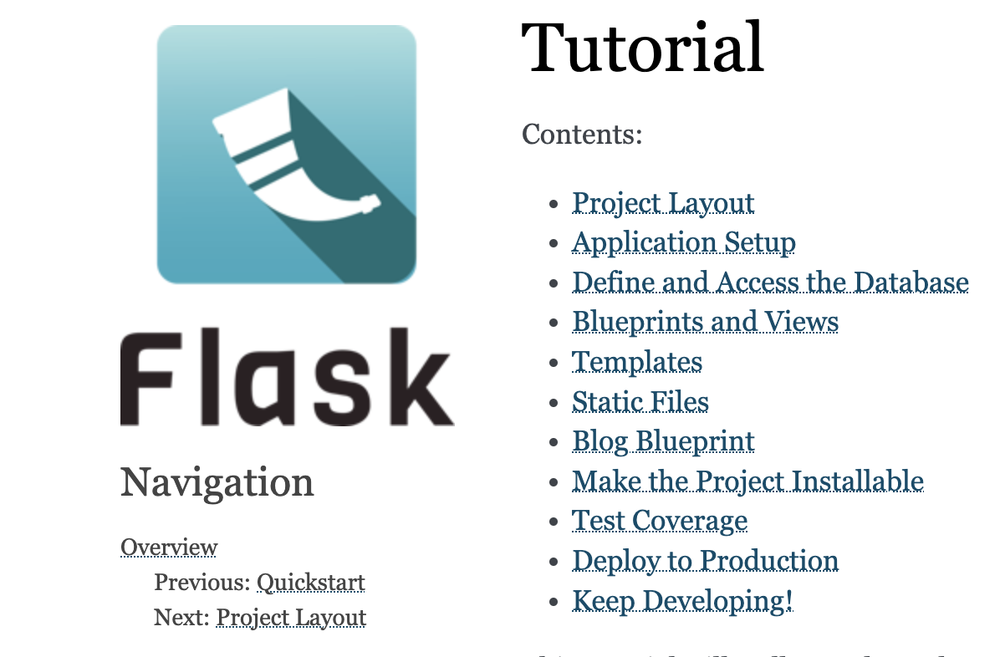 Flask
Navigation
Overview
Previous: Quickstart
Next: Project Layout
Tutorial
Contents:
Project Layout
Application Setup
Define and Access the Database
Blueprints and Views
Templates
Static Files
Blog Blueprint
Make the Project Installable
Test Coverage
Deploy to Production
Keep Developing!